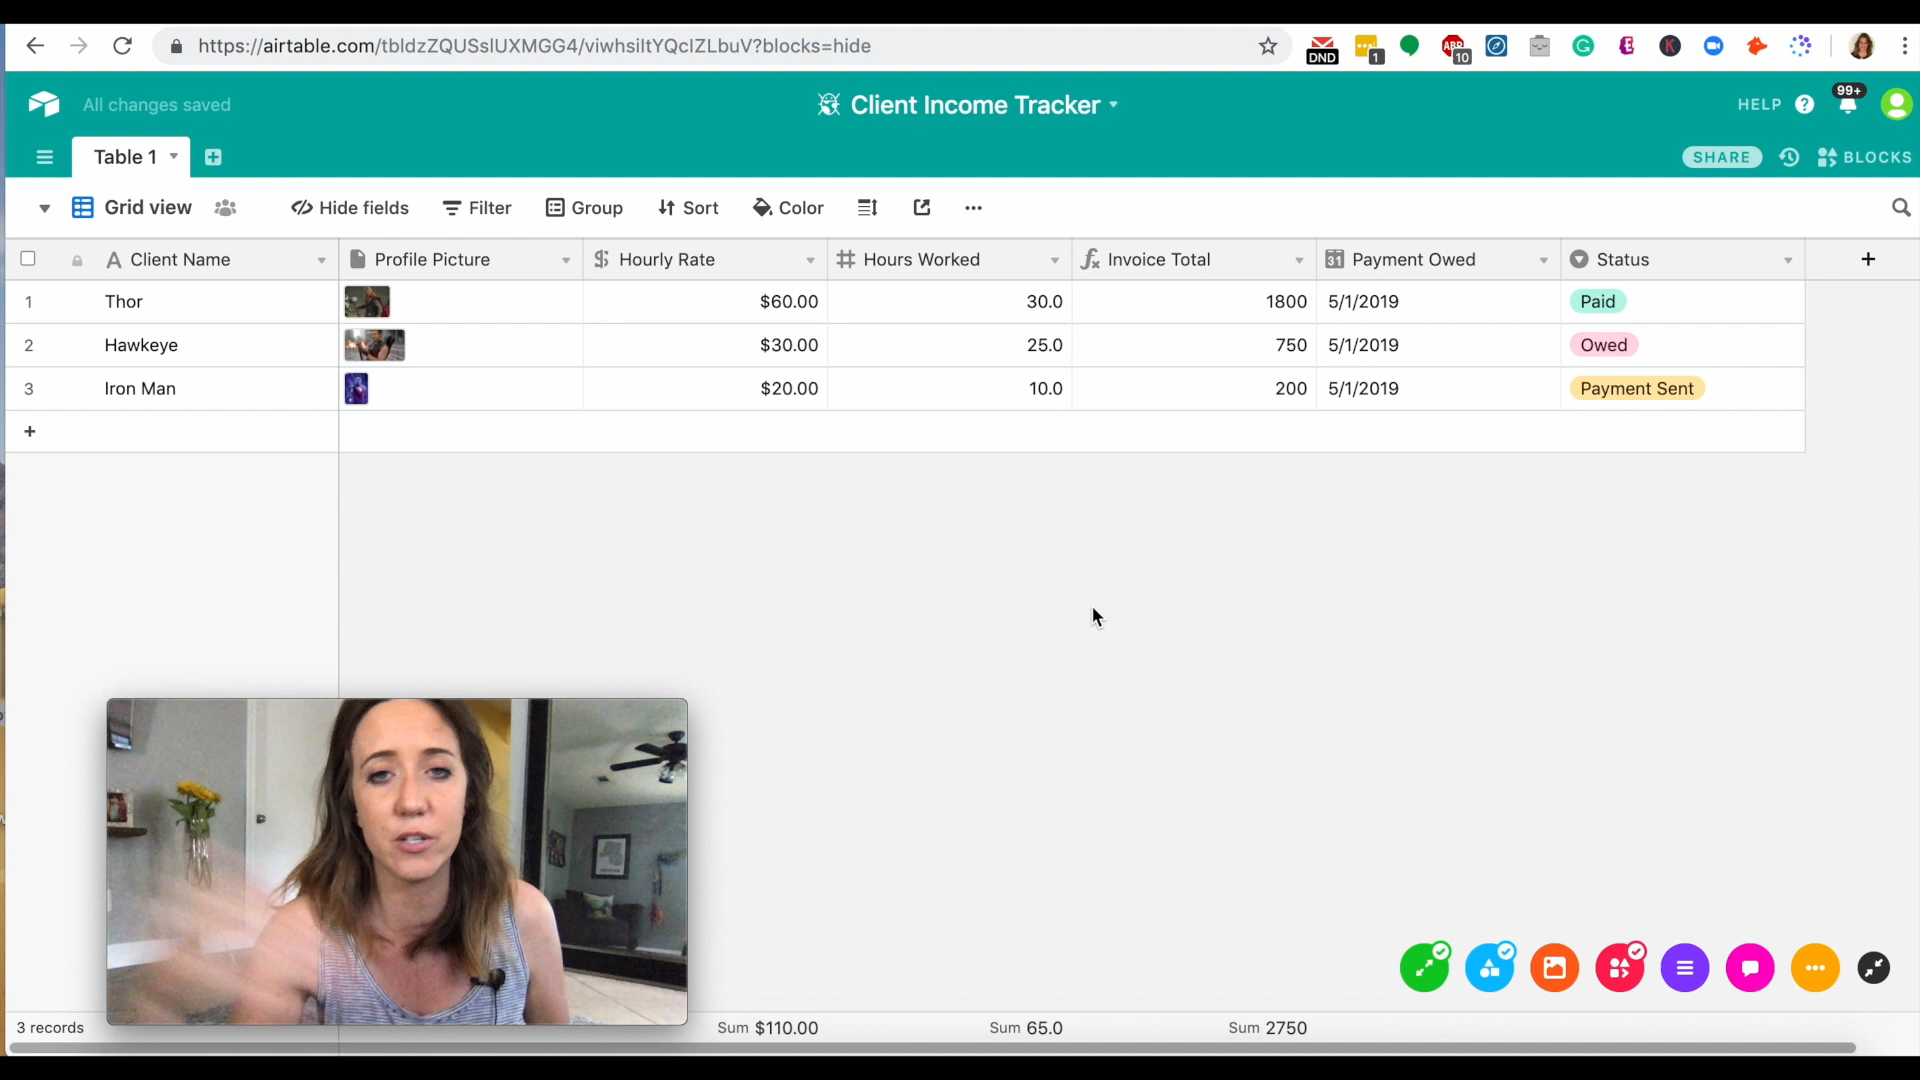 https://airtable.com/tbldzZQUSslUXMGG4/viwhsiltYQclZLbuV?blocks=hide
DND
1
ABP
10
All changes saved
Client Income Tracker
HELP
99+
Table 1
SHARE
BLOCKS
Grid view
Hide fields
Filter
Group
Sort
Color
Client Name
Profile Picture
Hourly Rate
Hours Worked
Invoice Total
31
Payment Owed
Status
1 Thor $60.00 30.0 1800 5/1/2019 Paid
2 Hawkeye $30.00 25.0 750 5/1/2019 Owed
3 Iron Man $20.00 10.0 200 5/1/2019 Payment Sent
3 records
Sum $110.00
Sum 65.0
Sum 2750